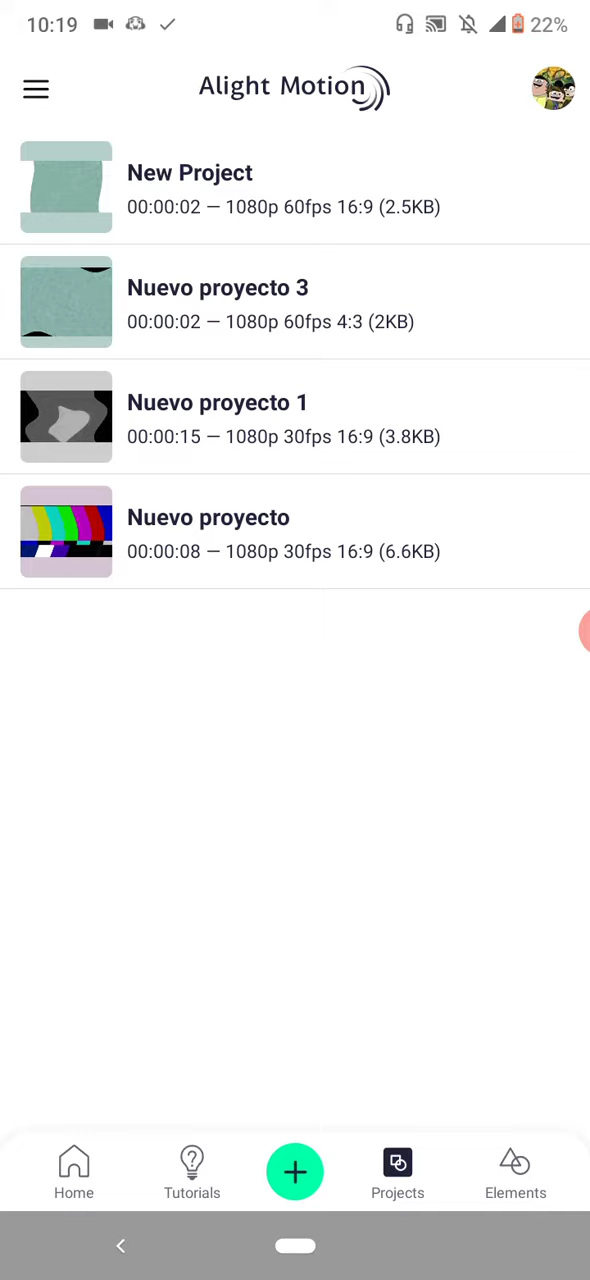 10:19
22%
Alight Motion
New Project
00:00:02 — 1080p 60fps 16:9 (2.5KB)
Nuevo proyecto 3
00:00:02 — 1080p 60fps 4:3 (2KB)
Nuevo proyecto 1
00:00:15 — 1080p 30fps 16:9 (3.8KB)
Nuevo proyecto
00:00:08 — 1080p 30fps 16:9 (6.6KB)
Home
Tutorials
Projects
Elements